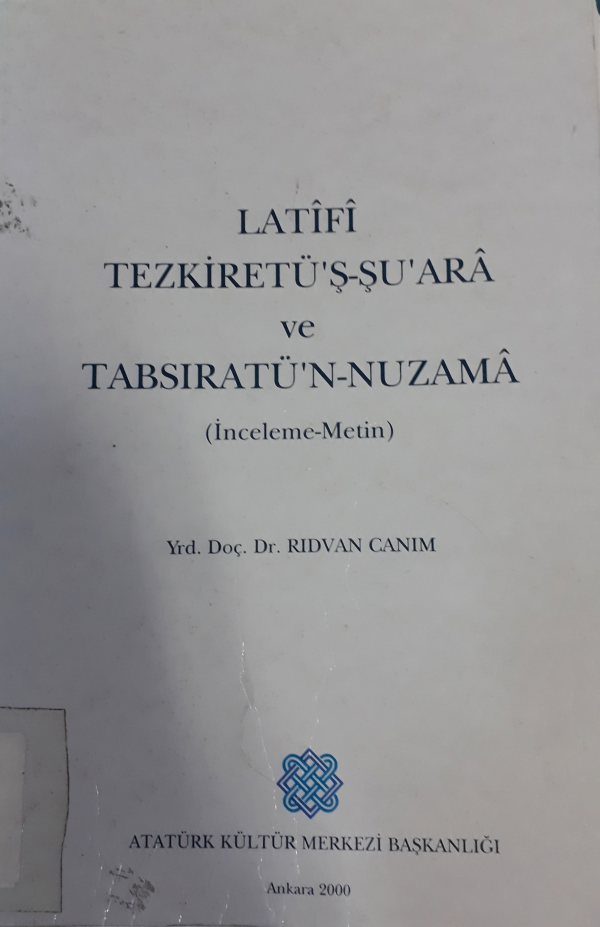 LATÎFÎ
TEZKİRETÜ'Ş-ŞU'ARÂ
ve
TABSIRATÜ'N-NUZAMÂ
(İnceleme-Metin)
Yrd. Doç. Dr. RIDVAN CANIM
ATATÜRK KÜLTÜR MERKEZİ BAŞKANLIĞI
Ankara 2000